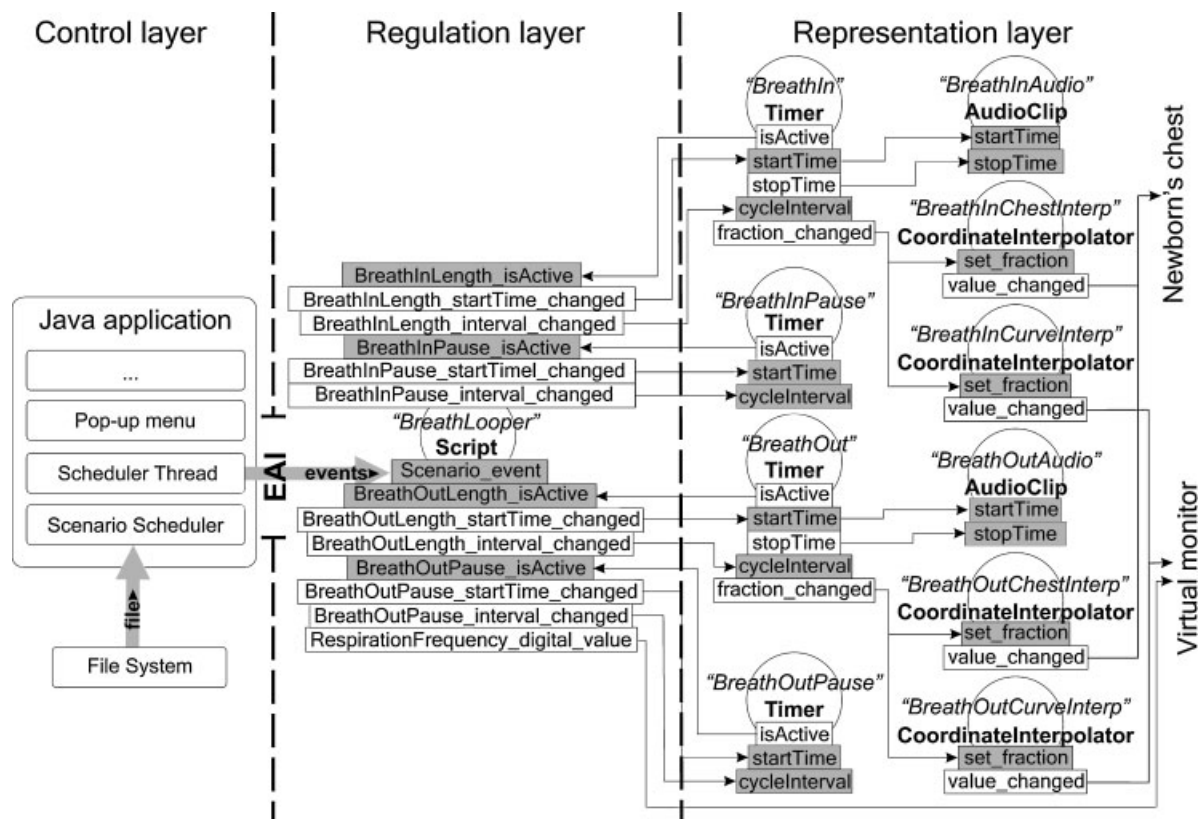 Control layer
Regulation layer
Representation layer
Java application
...
Pop-up menu
Scheduler Thread
Scenario Scheduler
file
File System
EAI
events
BreathInLength_isActive
BreathInLength_startTime_changed
BreathInLength_interval_changed
BreathInPause_isActive
BreathInPause_startTimel_changed
BreathInPause_interval_changed
"BreathLooper"
Script
Scenario_event
BreathOutLength_isActive
BreathOutLength_startTime_changed
BreathOutLength_interval_changed
BreathOutPause_isActive
BreathOutPause_startTime_changed
BreathOutPause_interval_changed
RespirationFrequency_digital_value
"BreathIn"
Timer
isActive
startTime
stopTime
cycleInterval
fraction_changed
"BreathInPause"
Timer
isActive
startTime
cycleInterval
"BreathOut"
Timer
isActive
startTime
stopTime
cycleInterval
fraction_changed
"BreathOutPause"
Timer
isActive
startTime
cycleInterval
"BreathInAudio"
AudioClip
startTime
stopTime
"BreathInChestInterp"
CoordinateInterpolator
set_fraction
value_changed
"BreathInCurveInterp"
CoordinateInterpolator
set_fraction
value_changed
"BreathOutAudio"
AudioClip
startTime
stopTime
"BreathOutChestInterp"
CoordinateInterpolator
set_fraction
value_changed
"BreathOutCurveInterp"
CoordinateInterpolator
set_fraction
value_changed
Newborn's chest
Virtual monitor